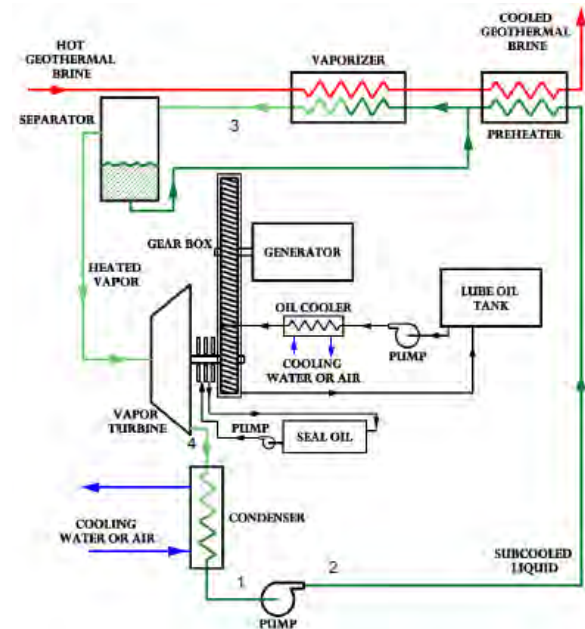 COOLED
GEOTHERMAL
BRINE
HOT
GEOTHERMAL
BRINE
VAPORIZER
SEPARATOR
3
PREHEATER
GEAR BOX
GENERATOR
HEATED
VAPOR
OIL COOLER
LUBE OIL
TANK
PUMP
COOLING
WATER OR AIR
VAPOR
TURBINE
PUMP
SEAL OIL
4
CONDENSER
COOLING
WATER OR AIR
1
2
SUBCOOLED
LIQUID
PUMP